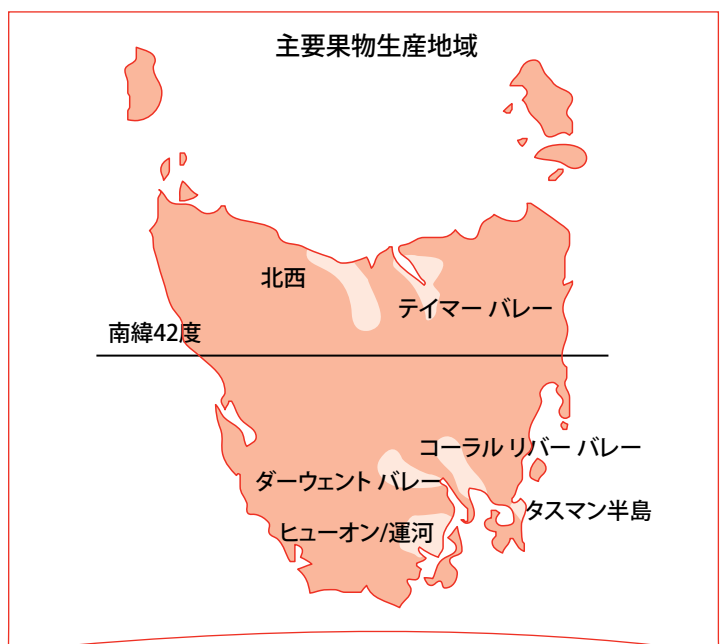 主要果物生産地域
北西
テイマー バレー
南緯42度
コーラル リバー バレー
ダーウェント バレー
タスマン半島
ヒューオン/運河